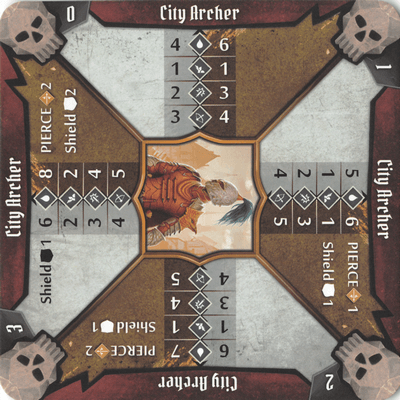 0
City Archer
4 6
1 1
2 3
3 4
1
City Archer
5 6
1 1
2 3
4 5
PIERCE 1
Shield 1
2
City Archer
6 7
1 1
3 4
4 5
PIERCE 2
Shield 1
3
City Archer
Shield 1
6 8
2 2
3 4
4 5
PIERCE 2
Shield 2